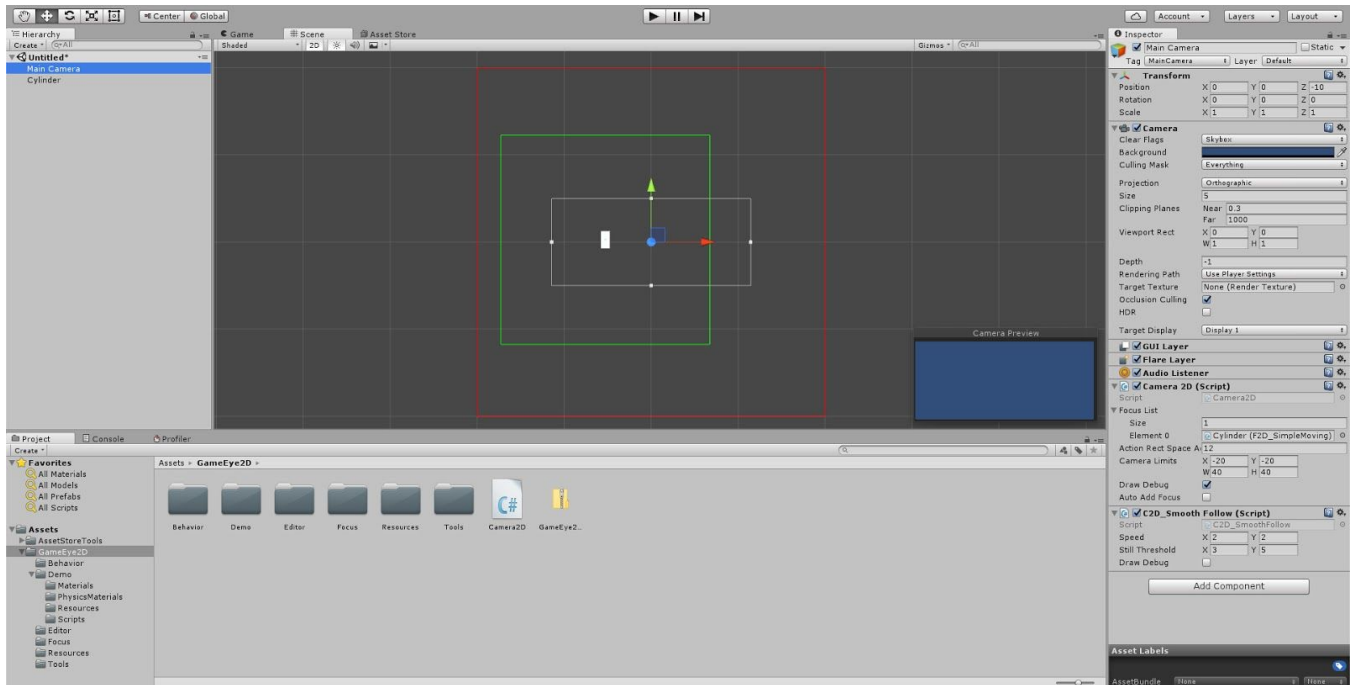 Center Global
Account Layers Layout
Hierarchy
Create All
Untitled*
Main Camera
Cylinder
Game Scene Asset Store
Shaded 2D Gizmos All
Camera Preview
Inspector
Main Camera Static
Tag MainCamera Layer Default
Transform
Position X 0 Y 0 Z -10
Rotation X 0 Y 0 Z 0
Scale X 1 Y 1 Z 1
Camera
Clear Flags Skybox
Background
Culling Mask Everything
Projection Orthographic
Size 5
Clipping Planes Near 0.3
Far 1000
Viewport Rect X 0 Y 0
W 1 H 1
Depth -1
Rendering Path Use Player Settings
Target Texture None (Render Texture)
Occlusion Culling
HDR
Target Display Display 1
GUI Layer
Flare Layer
Audio Listener
Camera 2D (Script)
Script Camera2D
Focus List
Size 1
Element 0 Cylinder (F2D_SimpleMoving)
Action Rect Space A 12
Camera Limits X -20 Y -20
W 40 H 40
Draw Debug
Auto Add Focus
C2D_Smooth Follow (Script)
Script C2D_SmoothFollow
Speed X 2 Y 2
Still Threshold X 3 Y 5
Draw Debug
Add Component
Asset Labels
AssetBundle None None
Project Console Profiler
Create
Favorites
All Materials
All Models
All Prefabs
All Scripts
Assets
AssetStoreTools
GameEye2D
Behavior
Demo
Materials
PhysicsMaterials
Resources
Scripts
Editor
Focus
Resources
Tools
Assets GameEye2D
C#
Behavior Demo Editor Focus Resources Tools Camera2D GameEye2...